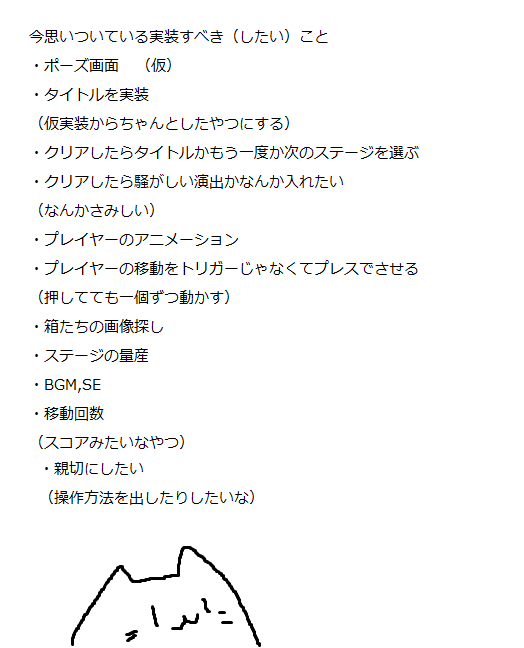 今思いついている実装すべき（したい）こと
・ポーズ画面　（仮）
・タイトルを実装
（仮実装からちゃんとしたやつにする）
・クリアしたらタイトルかもう一度か次のステージを選ぶ
・クリアしたら騒がしい演出かなんか入れたい
（なんかさみしい）
・プレイヤーのアニメーション
・プレイヤーの移動をトリガーじゃなくてプレスでさせる
（押してても一個ずつ動かす）
・箱たちの画像探し
・ステージの量産
・BGM,SE
・移動回数
（スコアみたいなやつ）
・親切にしたい
（操作方法を出したりしたいな）